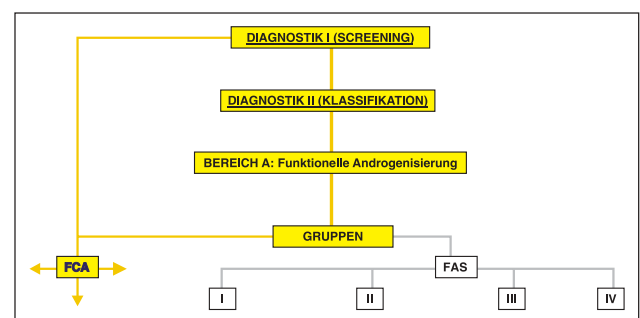 DIAGNOSTIK I (SCREENING)
DIAGNOSTIK II (KLASSIFIKATION)
BEREICH A: Funktionelle Androgenisierung
GRUPPEN
FCA
FAS
I
II
III
IV